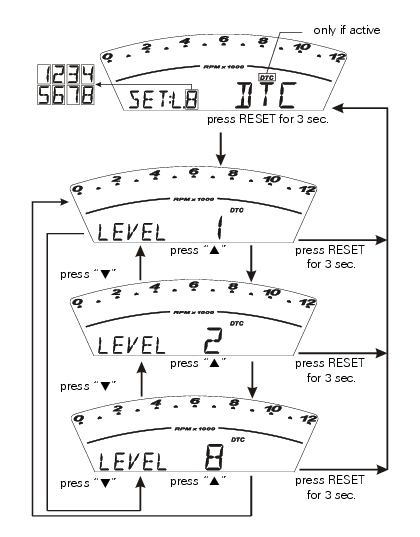 only if active
0 2 4 6 8 10 12
RPM x 1000
1234
5678
DTC
SET:L.8 DTC
press RESET for 3 sec.
0 2 4 6 8 10 12
RPM x 1000
DTC
LEVEL 1
press “▲”
press RESET
for 3 sec.
press “▼”
0 2 4 6 8 10 12
RPM x 1000
DTC
LEVEL 2
press “▲”
press RESET
for 3 sec.
press “▼”
0 2 4 6 8 10 12
RPM x 1000
DTC
LEVEL 8
press “▼”
press “▲”
press RESET
for 3 sec.